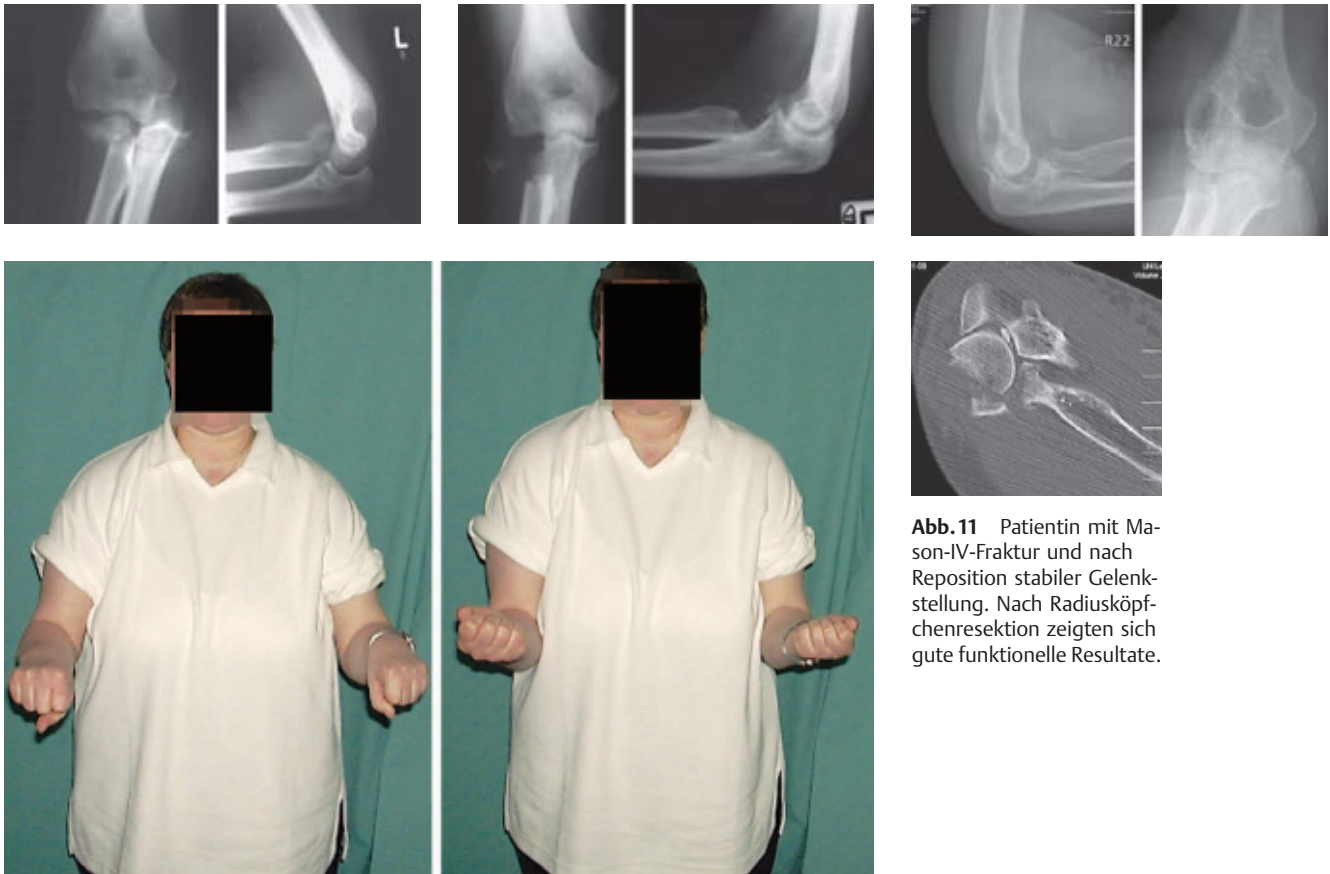 L
R22
Abb. 11 Patientin mit Ma-
son-IV-Fraktur und nach
Reposition stabiler Gelenk-
stellung. Nach Radiusköpf-
chenresektion zeigten sich
gute funktionelle Resultate.